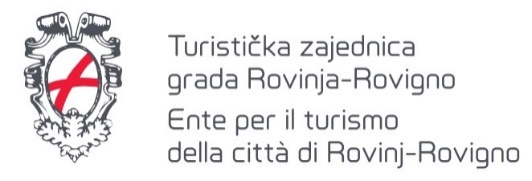 Turistička zajednica
grada Rovinja-Rovigno
Ente per il turismo
della città di Rovinj-Rovigno